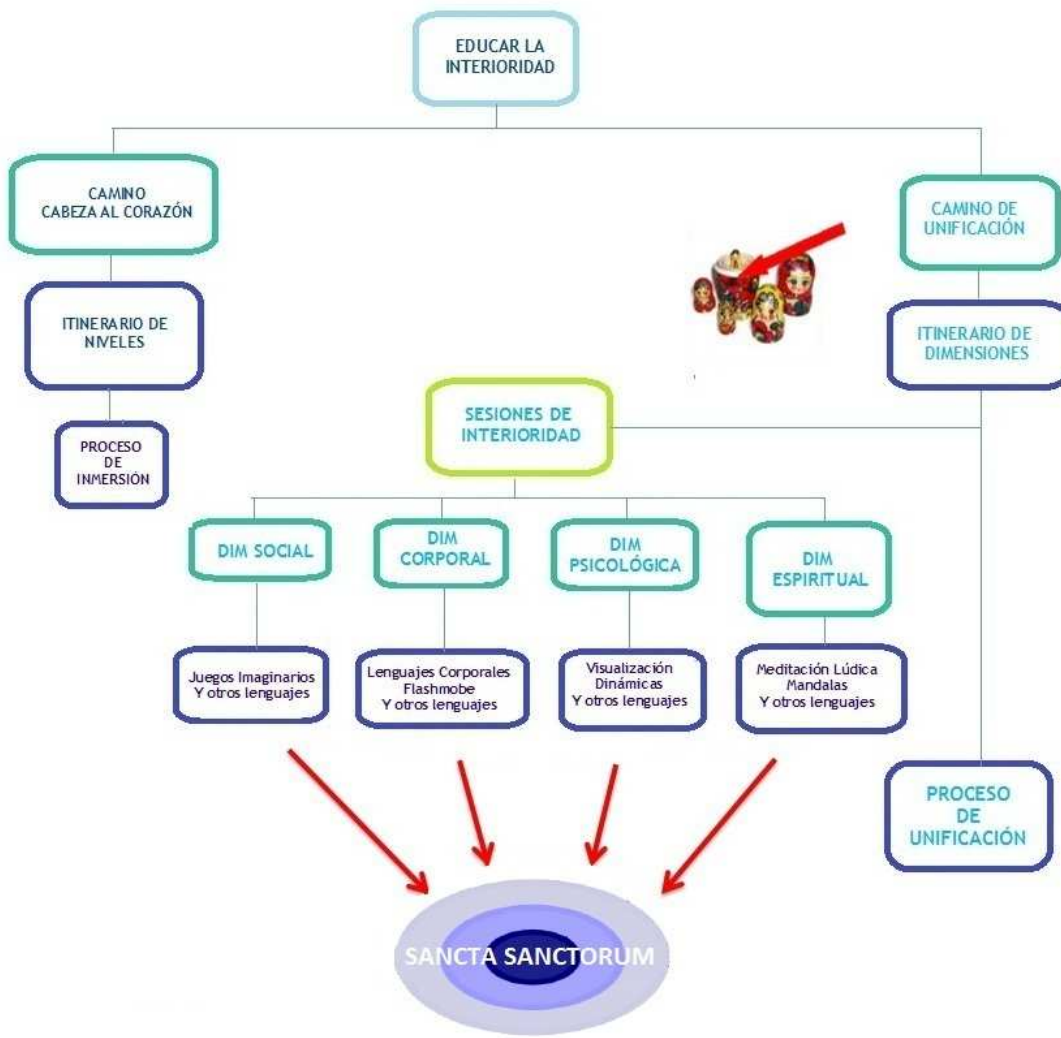 EDUCAR LA
INTERIORIDAD
CAMINO
CABEZA AL CORAZÓN
CAMINO DE
UNIFICACIÓN
ITINERARIO DE
NIVELES
ITINERARIO DE
DIMENSIONES
PROCESO
DE
INMERSIÓN
SESIONES DE
INTERIORIDAD
DIM SOCIAL
DIM
CORPORAL
DIM
PSICOLÓGICA
DIM
ESPIRITUAL
Juegos Imaginarios
Y otros lenguajes
Lenguajes Corporales
Flashmobe
Y otros lenguajes
Visualización
Dinámicas
Y otros lenguajes
Meditación Lúdica
Mandalas
Y otros lenguajes
PROCESO
DE
UNIFICACIÓN
SANCTA SANCTORUM